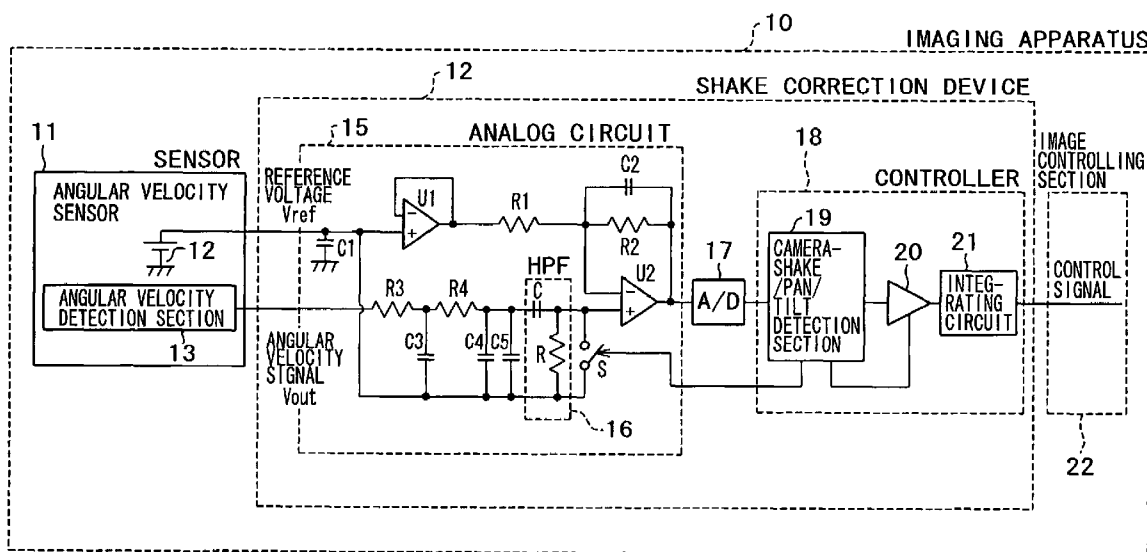 10
IMAGING APPARATUS
12
SHAKE CORRECTION DEVICE
11
SENSOR
ANGULAR VELOCITY
SENSOR
12
ANGULAR VELOCITY
DETECTION SECTION
13
15
ANALOG CIRCUIT
REFERENCE
VOLTAGE
Vref
C1
U1
-
+
R1
C2
R2
U2
-
+
HPF
C
R
S
16
R3
R4
C3
C4
C5
ANGULAR
VELOCITY
SIGNAL
Vout
17
A/D
18
CONTROLLER
19
CAMERA-
SHAKE
/PAN/
TILT
DETECTION
SECTION
20
21
INTEG-
RATING
CIRCUIT
IMAGE
CONTROLLING
SECTION
CONTROL
SIGNAL
22